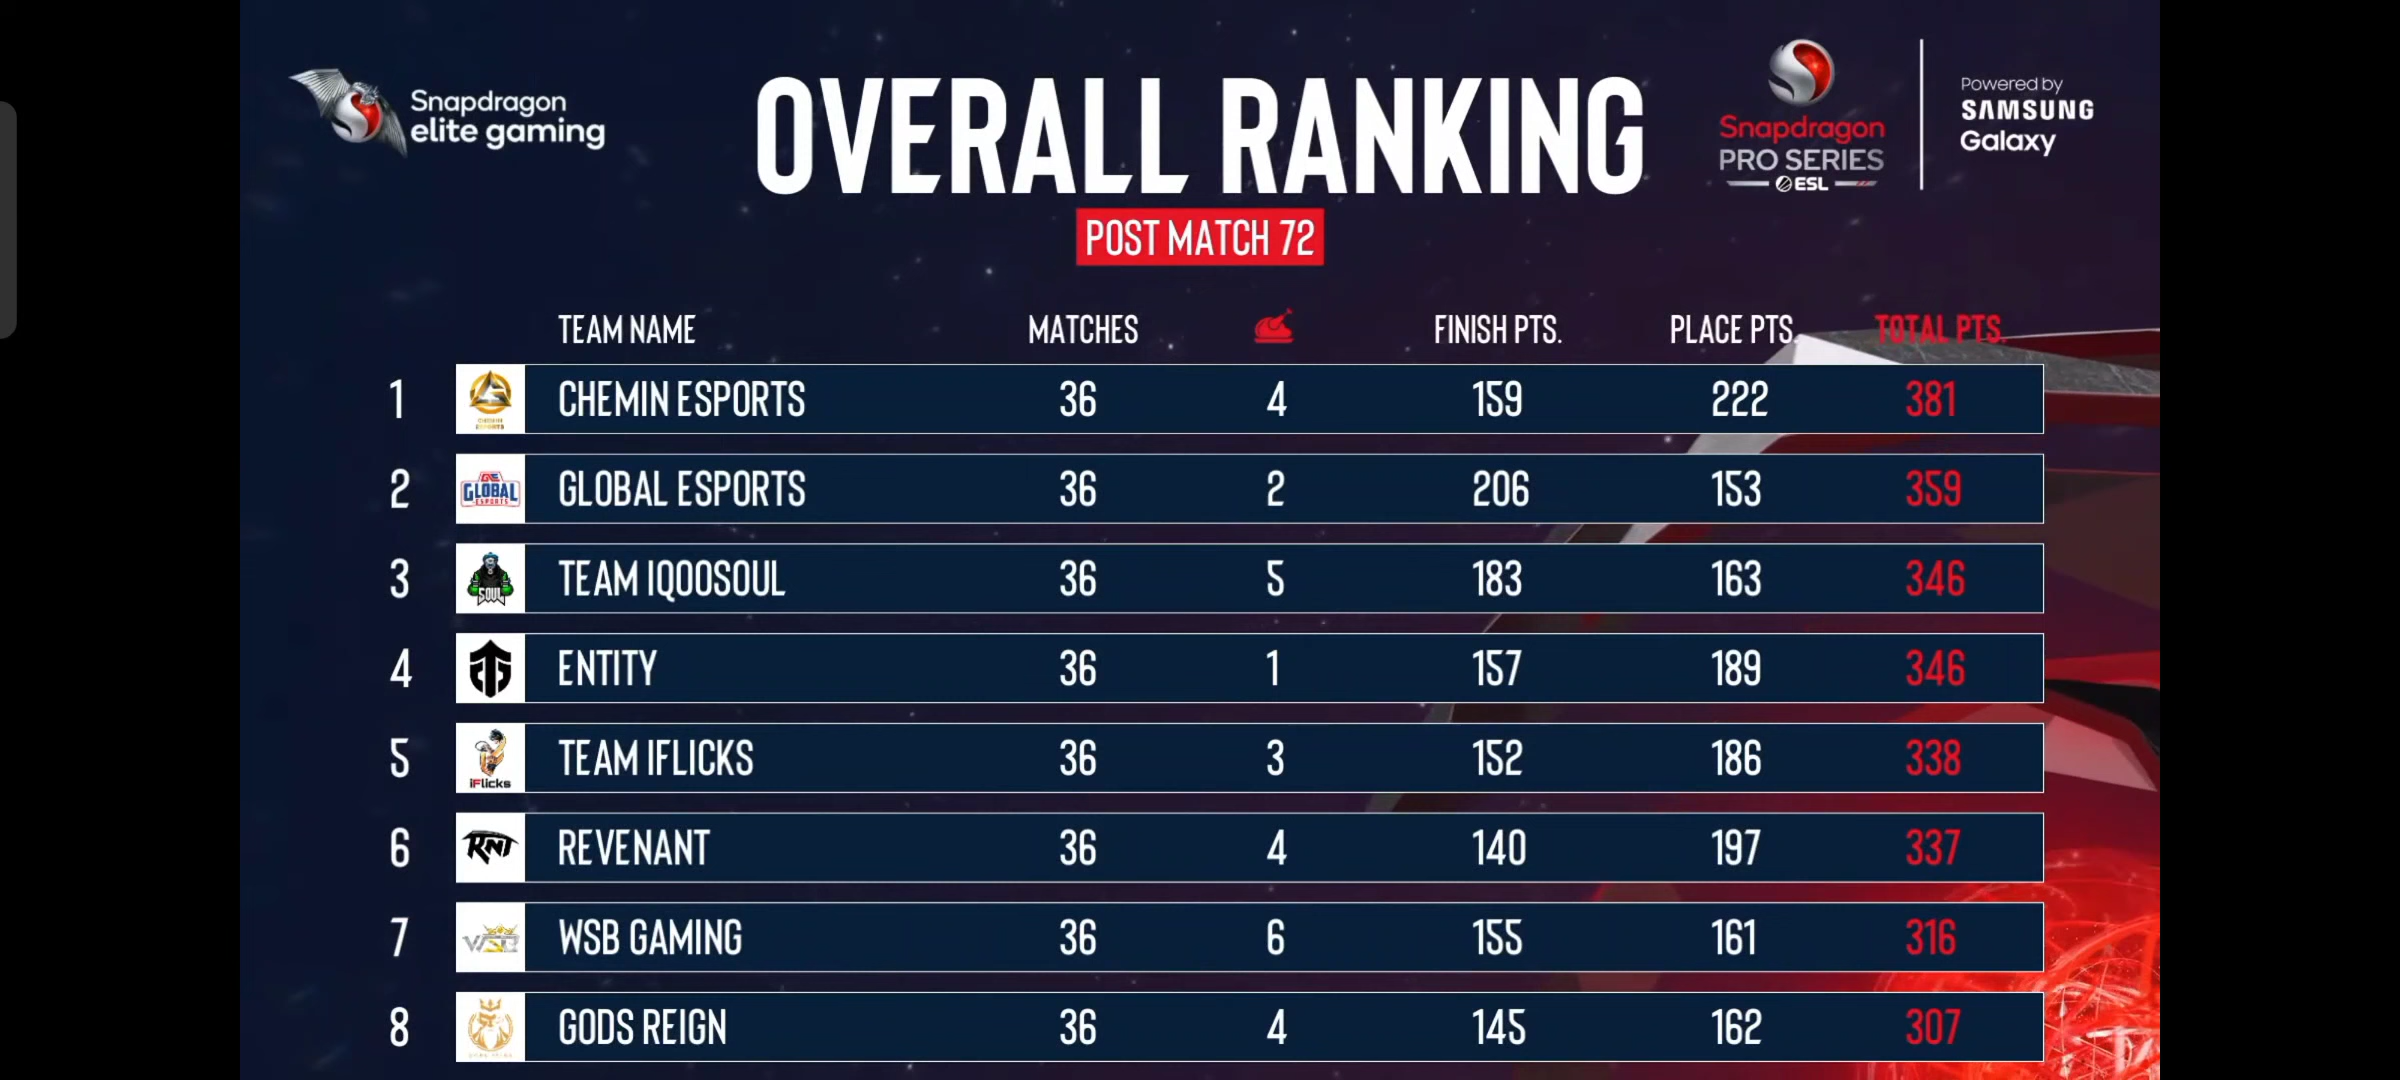 Snapdragon
elite gaming
OVERALL RANKING
POST MATCH 72
Snapdragon
PRO SERIES
ESL
Powered by
SAMSUNG
Galaxy
TEAM NAME MATCHES FINISH PTS. PLACE PTS. TOTAL PTS.
1 CHEMIN ESPORTS 36 4 159 222 381
2 GLOBAL ESPORTS GLOBAL ESPORTS 36 2 206 153 359
3 SOUL TEAM IQOOSOUL 36 5 183 163 346
4 ENTITY 36 1 157 189 346
5 iFlicks TEAM IFLICKS 36 3 152 186 338
6 RNT REVENANT 36 4 140 197 337
7 WSB WSB GAMING 36 6 155 161 316
8 GODS REIGN 36 4 145 162 307